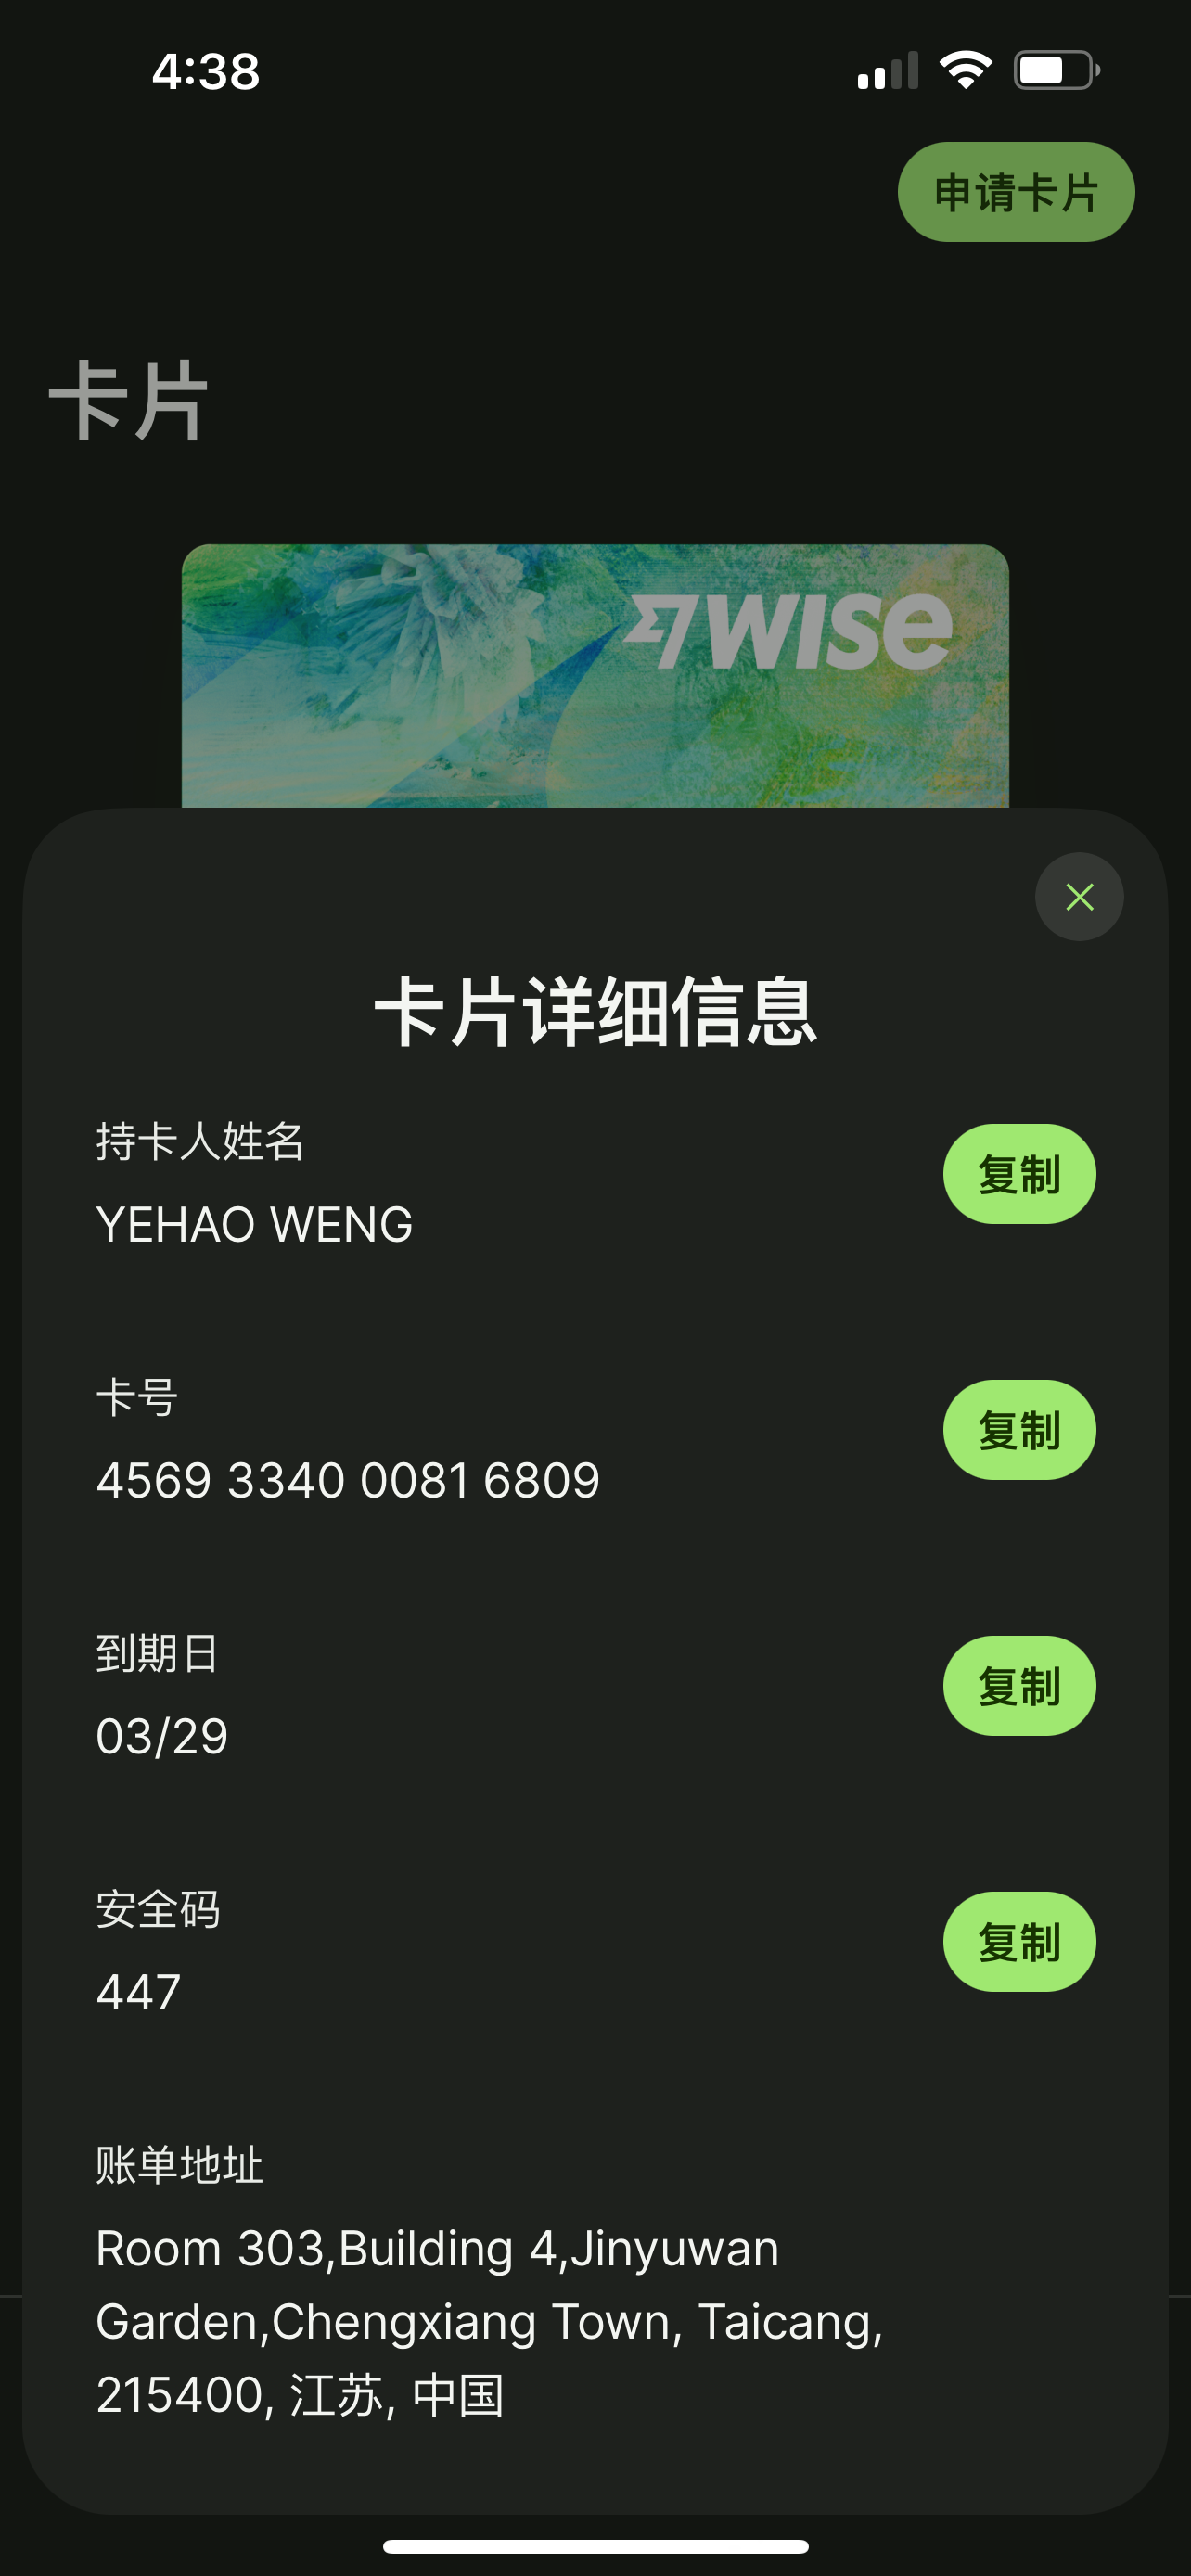 4:38
申请卡片
卡片
WISE
卡片详细信息
持卡人姓名
YEHAO WENG
复制
卡号
4569 3340 0081 6809
复制
到期日
03/29
复制
安全码
447
复制
账单地址
Room 303,Building 4,Jinyuwan
Garden,Chengxiang Town, Taicang,
215400, 江苏, 中国